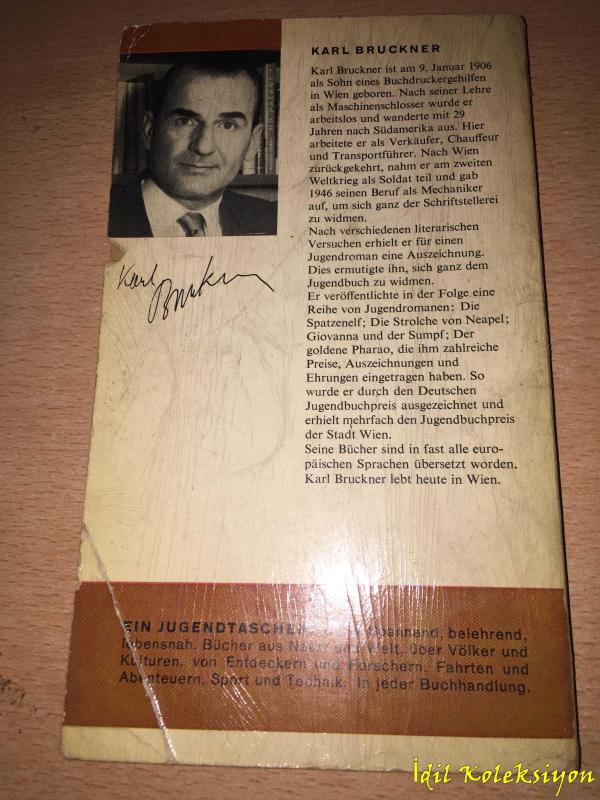 KARL BRUCKNER
Karl Bruckner ist am 9. Januar 1906
als Sohn eines Buchdruckergehilfen
in Wien geboren. Nach seiner Lehre
als Maschinenschlosser wurde er
arbeitslos und wanderte mit 29
Jahren nach Südamerika aus. Hier
arbeitete er als Verkäufer, Chauffeur
und Transportführer. Nach Wien
zurückgekehrt, nahm er am zweiten
Weltkrieg als Soldat teil und gab
1946 seinen Beruf als Mechaniker
auf, um sich ganz der Schriftstellerei
zu widmen.
Nach verschiedenen literarischen
Versuchen erhielt er für einen
Jugendroman eine Auszeichnung.
Dies ermutigte ihn, sich ganz dem
Jugendbuch zu widmen.
Er veröffentlichte in der Folge eine
Reihe von Jugendromanen: Die
Spatzenelf; Die Strolche von Neapel;
Giovanna und der Sumpf; Der
goldene Pharao, die ihm zahlreiche
Preise, Auszeichnungen und
Ehrungen eingetragen haben. So
wurde er durch den Deutschen
Jugendbuchpreis ausgezeichnet und
erhielt mehrfach den Jugendbuchpreis
der Stadt Wien.
Seine Bücher sind in fast alle euro-
päischen Sprachen übersetzt worden.
Karl Bruckner lebt heute in Wien.
Karl
Bruckner
EIN JUGENDTASCHEN spannend, belehrend,
lebensnah. Bücher aus Natur und Welt, über Völker und
Kulturen, von Entdeckern und Forschern, Fahrten und
Abenteuern, Sport und Technik. In jeder Buchhandlung.
İdil Koleksiyon